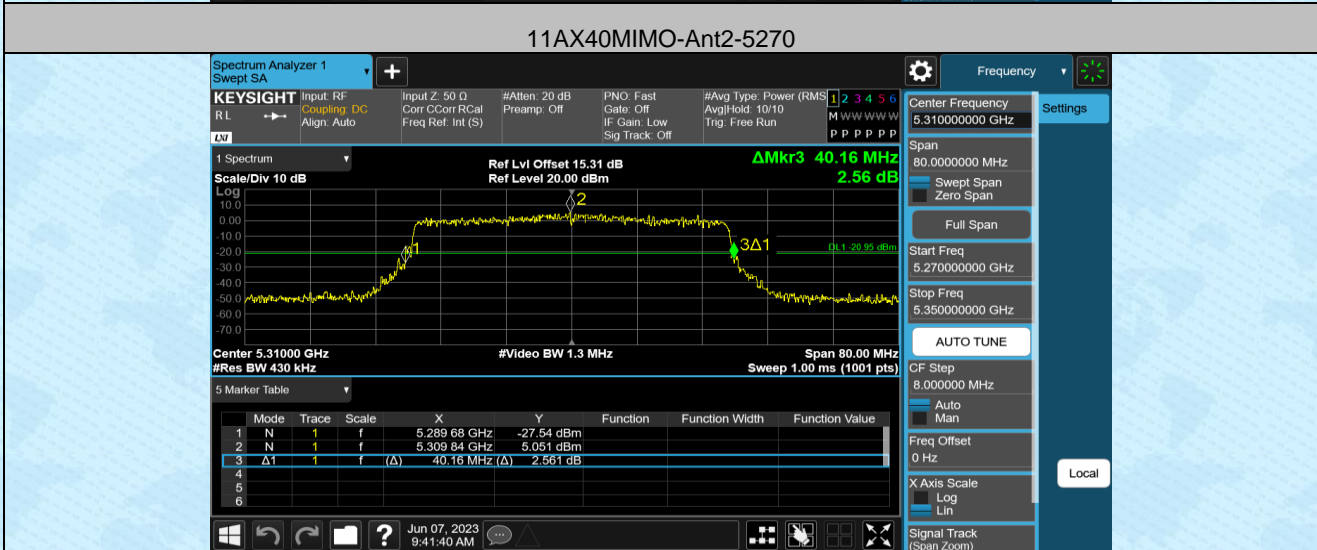 11AX40MIMO-Ant2-5270
Spectrum Analyzer 1
Swept SA
+
Frequency
KEYSIGHT
R L
LXI
Input: RF
Coupling: DC
Align: Auto
Input Z: 50 Ω
Corr CCorr RCal
Freq Ref: Int (S)
#Atten: 20 dB
Preamp: Off
PNO: Fast
Gate: Off
IF Gain: Low
Sig Track: Off
#Avg Type: Power (RMS
Avg|Hold: 10/10
Trig: Free Run
1 2 3 4 5 6
M W W W W W
P P P P P P
Center Frequency
5.310000000 GHz
Settings
Span
80.0000000 MHz
Swept Span
Zero Span
Full Span
Start Freq
5.270000000 GHz
Stop Freq
5.350000000 GHz
AUTO TUNE
CF Step
8.000000 MHz
Auto
Man
Freq Offset
0 Hz
X Axis Scale
Log
Lin
Signal Track
(Span Zoom)
Local
1 Spectrum
Scale/Div 10 dB
Ref Lvl Offset 15.31 dB
Ref Level 20.00 dBm
ΔMkr3 40.16 MHz
2.56 dB
Log
10.0
0.00
-10.0
-20.0
-30.0
-40.0
-50.0
-60.0
-70.0
1
2
3Δ1
DL1 -20.95 dBm
Center 5.31000 GHz
#Res BW 430 kHz
#Video BW 1.3 MHz
Span 80.00 MHz
Sweep 1.00 ms (1001 pts)
5 Marker Table
Mode Trace Scale X Y Function Function Width Function Value
1 N 1 f 5.289 68 GHz -27.54 dBm
2 N 1 f 5.309 84 GHz 5.051 dBm
3 Δ1 1 f (Δ) 40.16 MHz (Δ) 2.561 dB
4
5
6
?
Jun 07, 2023
9:41:40 AM